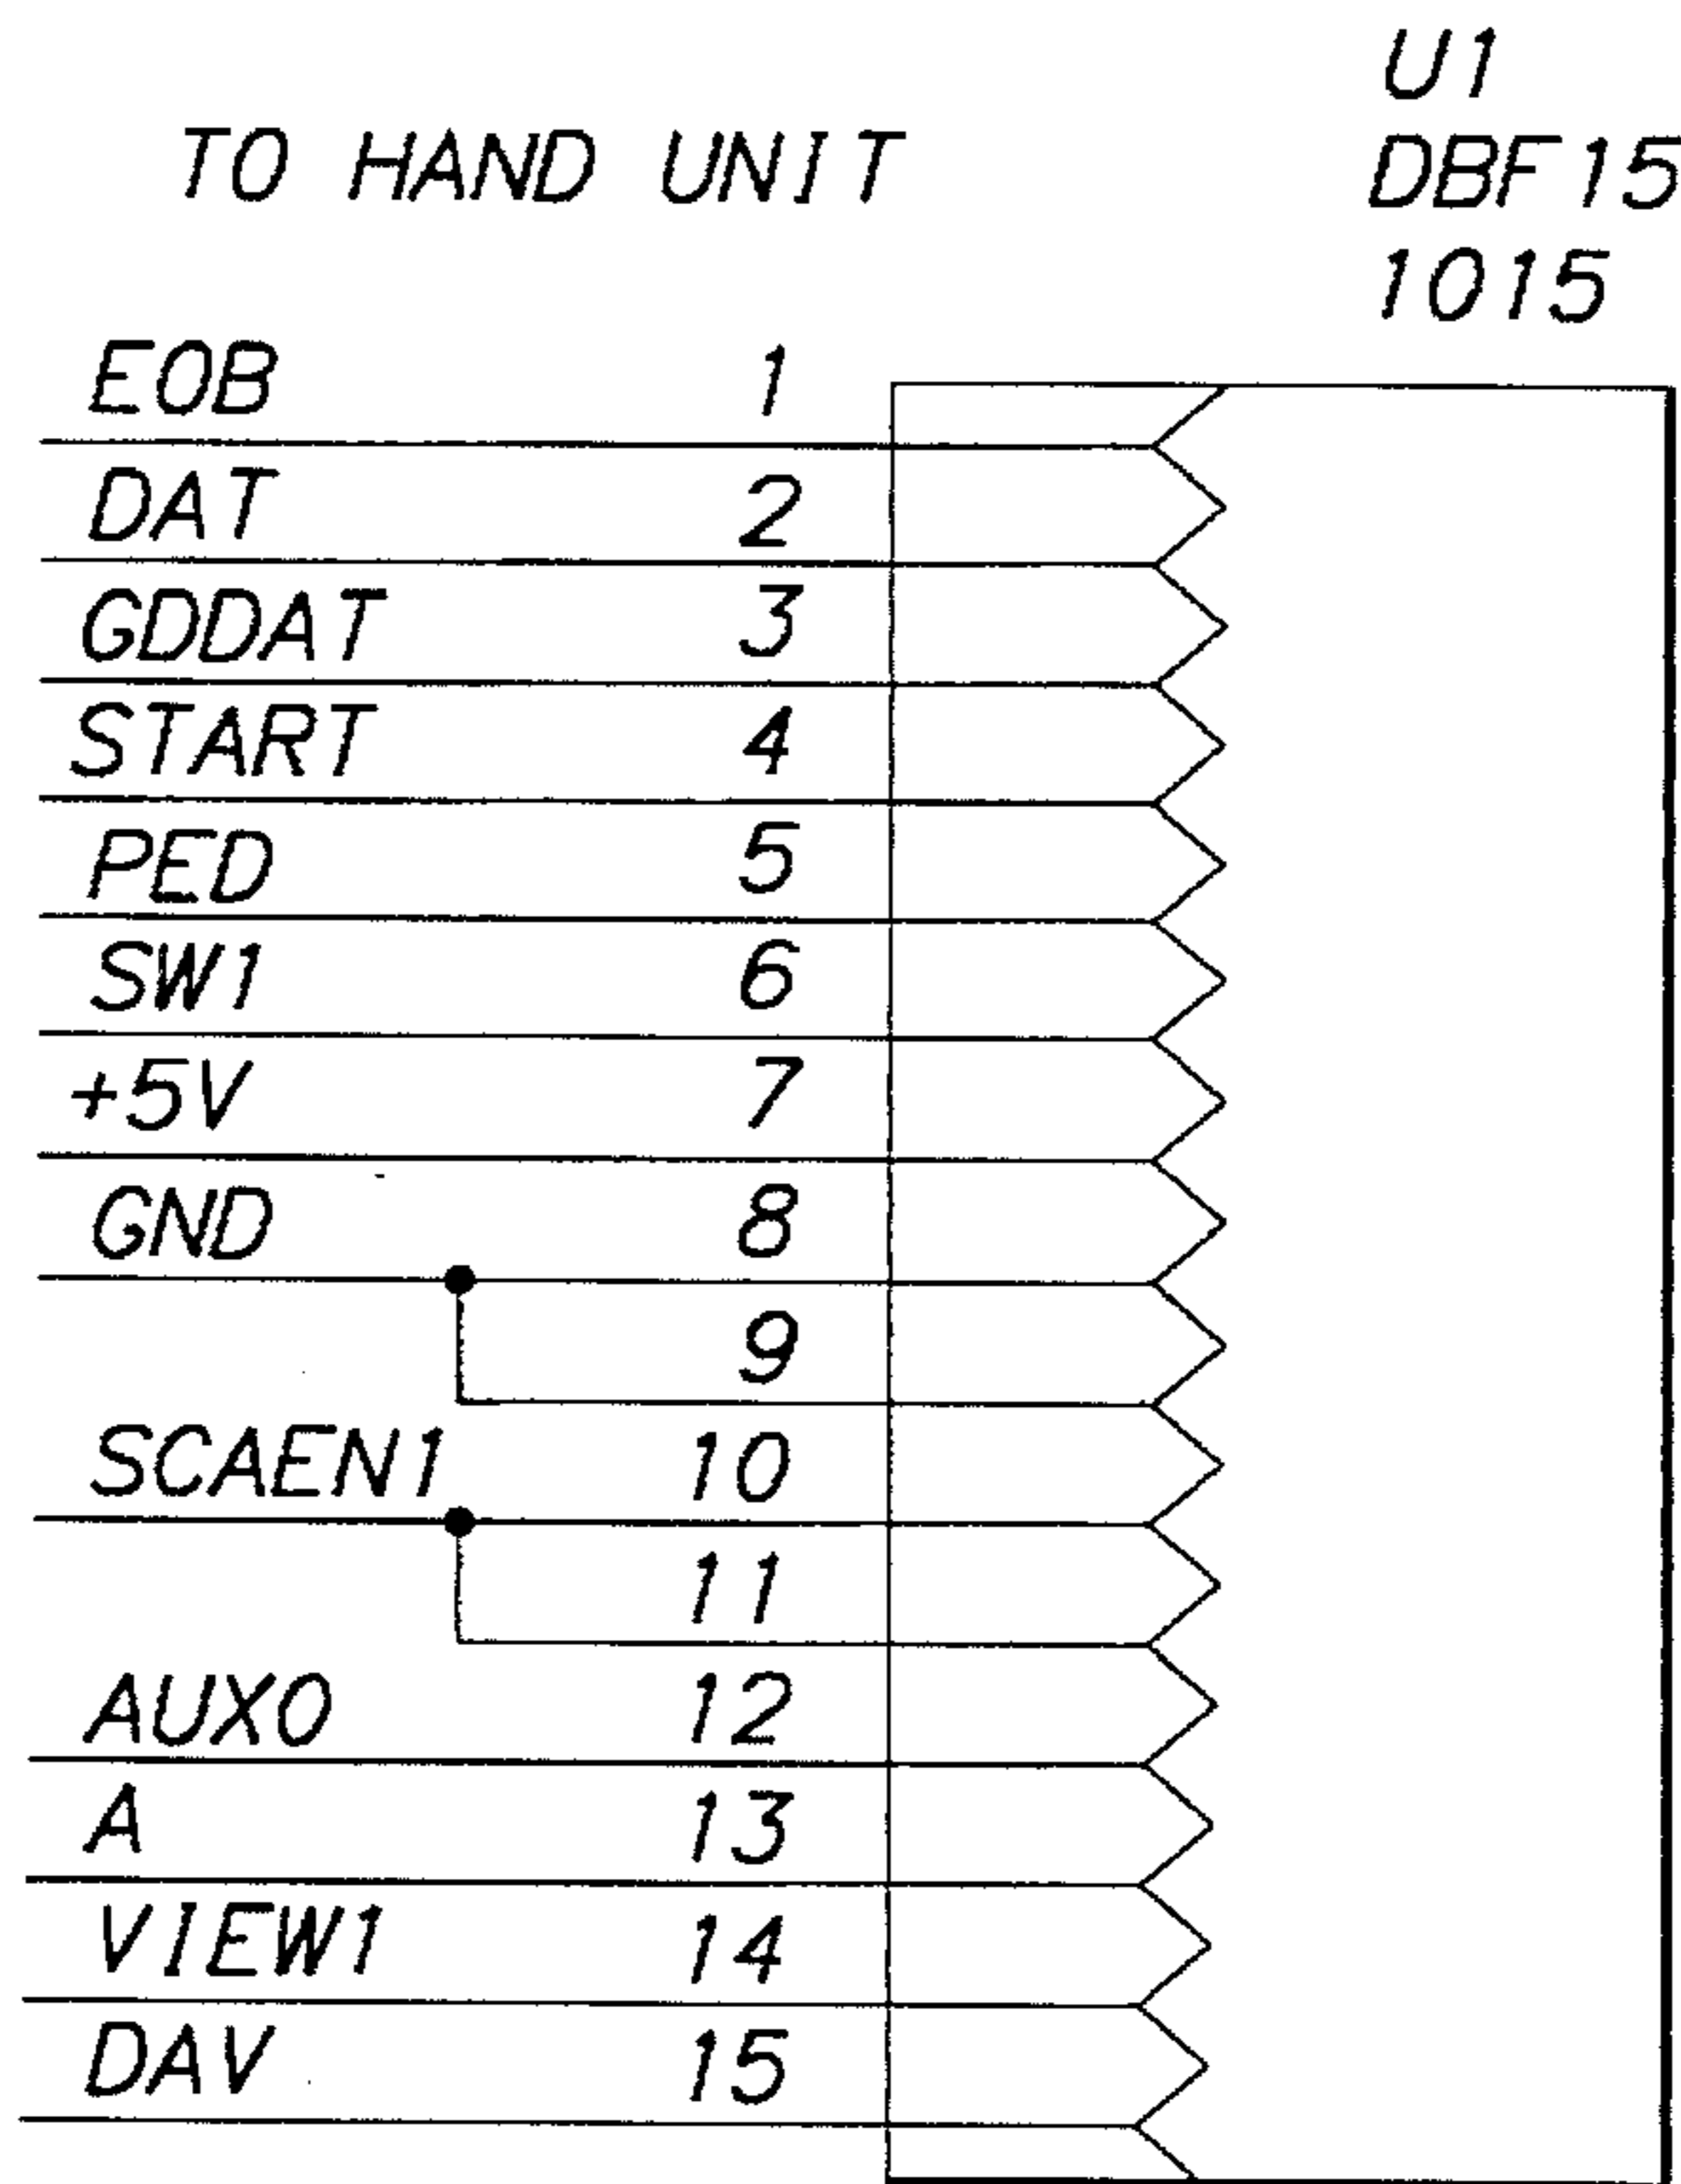 U1
TO HAND UNIT DBF15
1015
EOB 1
DAT 2
GDDAT 3
START 4
PED 5
SW1 6
+5V 7
GND 8
9
SCAEN1 10
11
AUXO 12
A 13
VIEW1 14
DAV 15